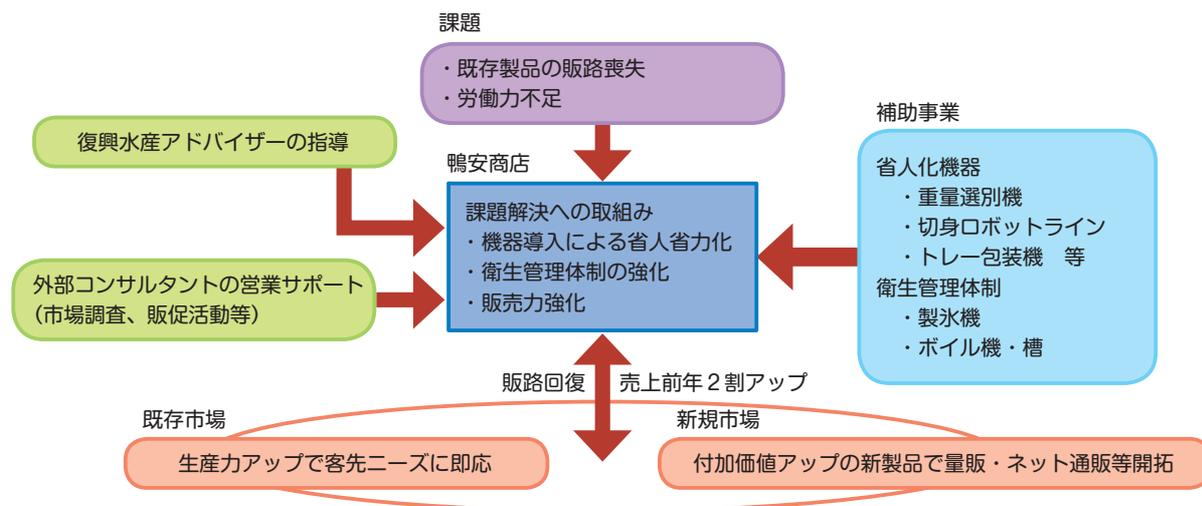 課題
・既存製品の販路喪失
・労働力不足
補助事業
復興水産アドバイザーの指導
鴨安商店
省人化機器
・重量選別機
・切身ロボットライン
・トレー包装機　等
衛生管理体制
・製氷機
・ボイル機・槽
課題解決への取組み
・機器導入による省人省力化
・衛生管理体制の強化
・販売力強化
外部コンサルタントの営業サポート
（市場調査、販促活動等）
販路回復
売上前年２割アップ
既存市場
新規市場
生産力アップで客先ニーズに即応
付加価値アップの新製品で量販・ネット通販等開拓